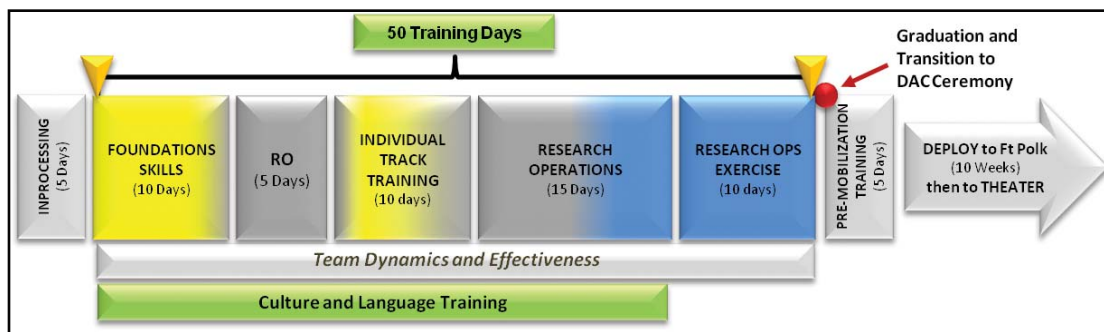 50 Training Days
Graduation and
Transition to
DAC Ceremony
INPROCESSING
(5 Days)
FOUNDATIONS
SKILLS
(10 Days)
RO
(5 Days)
INDIVIDUAL
TRACK
TRAINING
(10 days)
RESEARCH
OPERATIONS
(15 Days)
RESEARCH OPS
EXERCISE
(10 days)
PRE-MOBILIZATION
TRAINING
(5 Days)
DEPLOY to Ft Polk
(10 Weeks)
then to THEATER
Team Dynamics and Effectiveness
Culture and Language Training